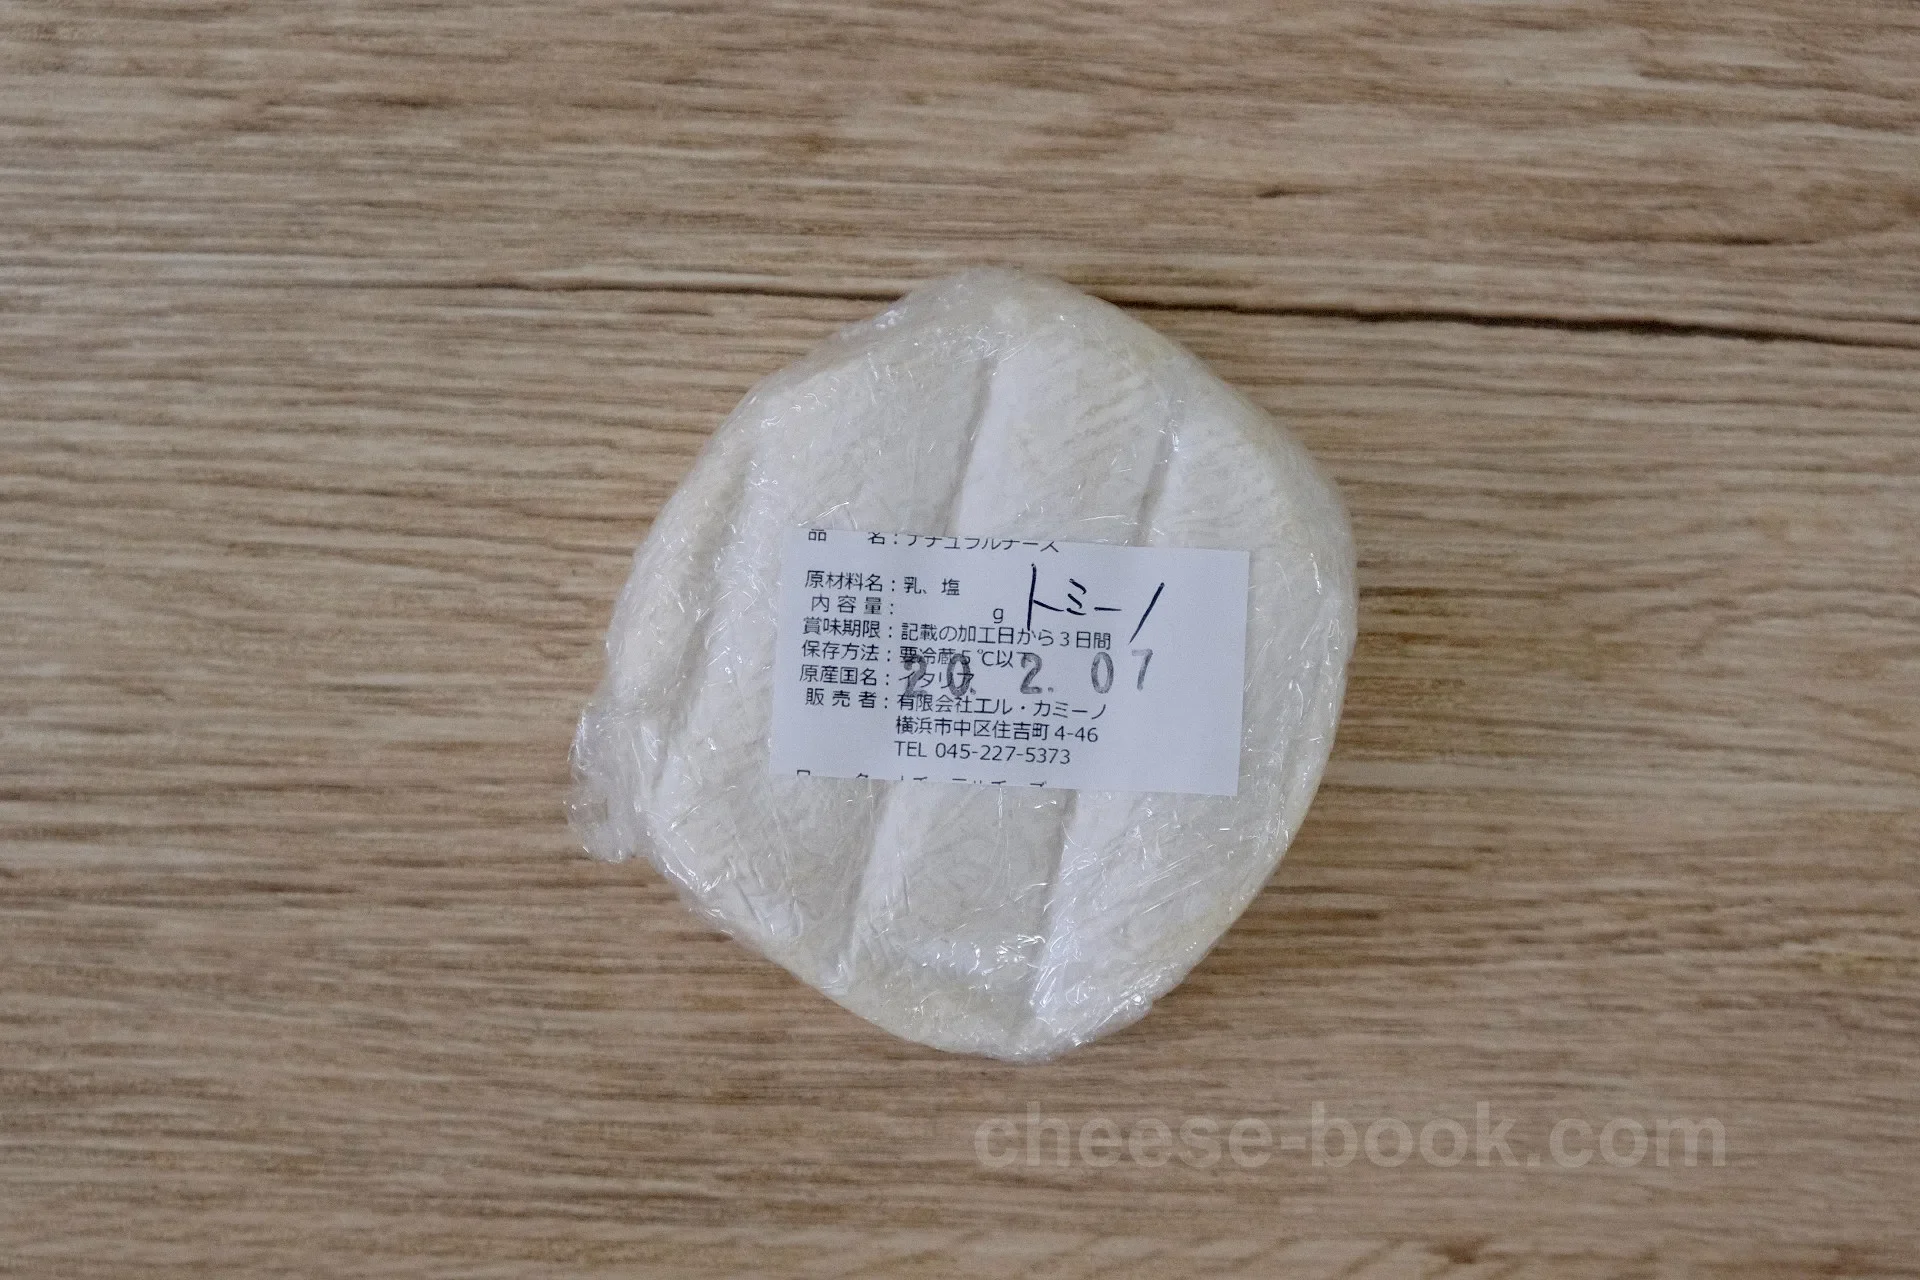 品 名：ナチュラルチーズ
原材料名：乳、塩
内 容 量： g トミーノ
賞味期限：記載の加工日から３日間
保存方法：要冷蔵５℃以下
20. 2. 07
原産国名：イタリア
販 売 者：有限会社エル・カミーノ
横浜市中区住吉町 4-46
TEL 045-227-5373
cheese-book.com